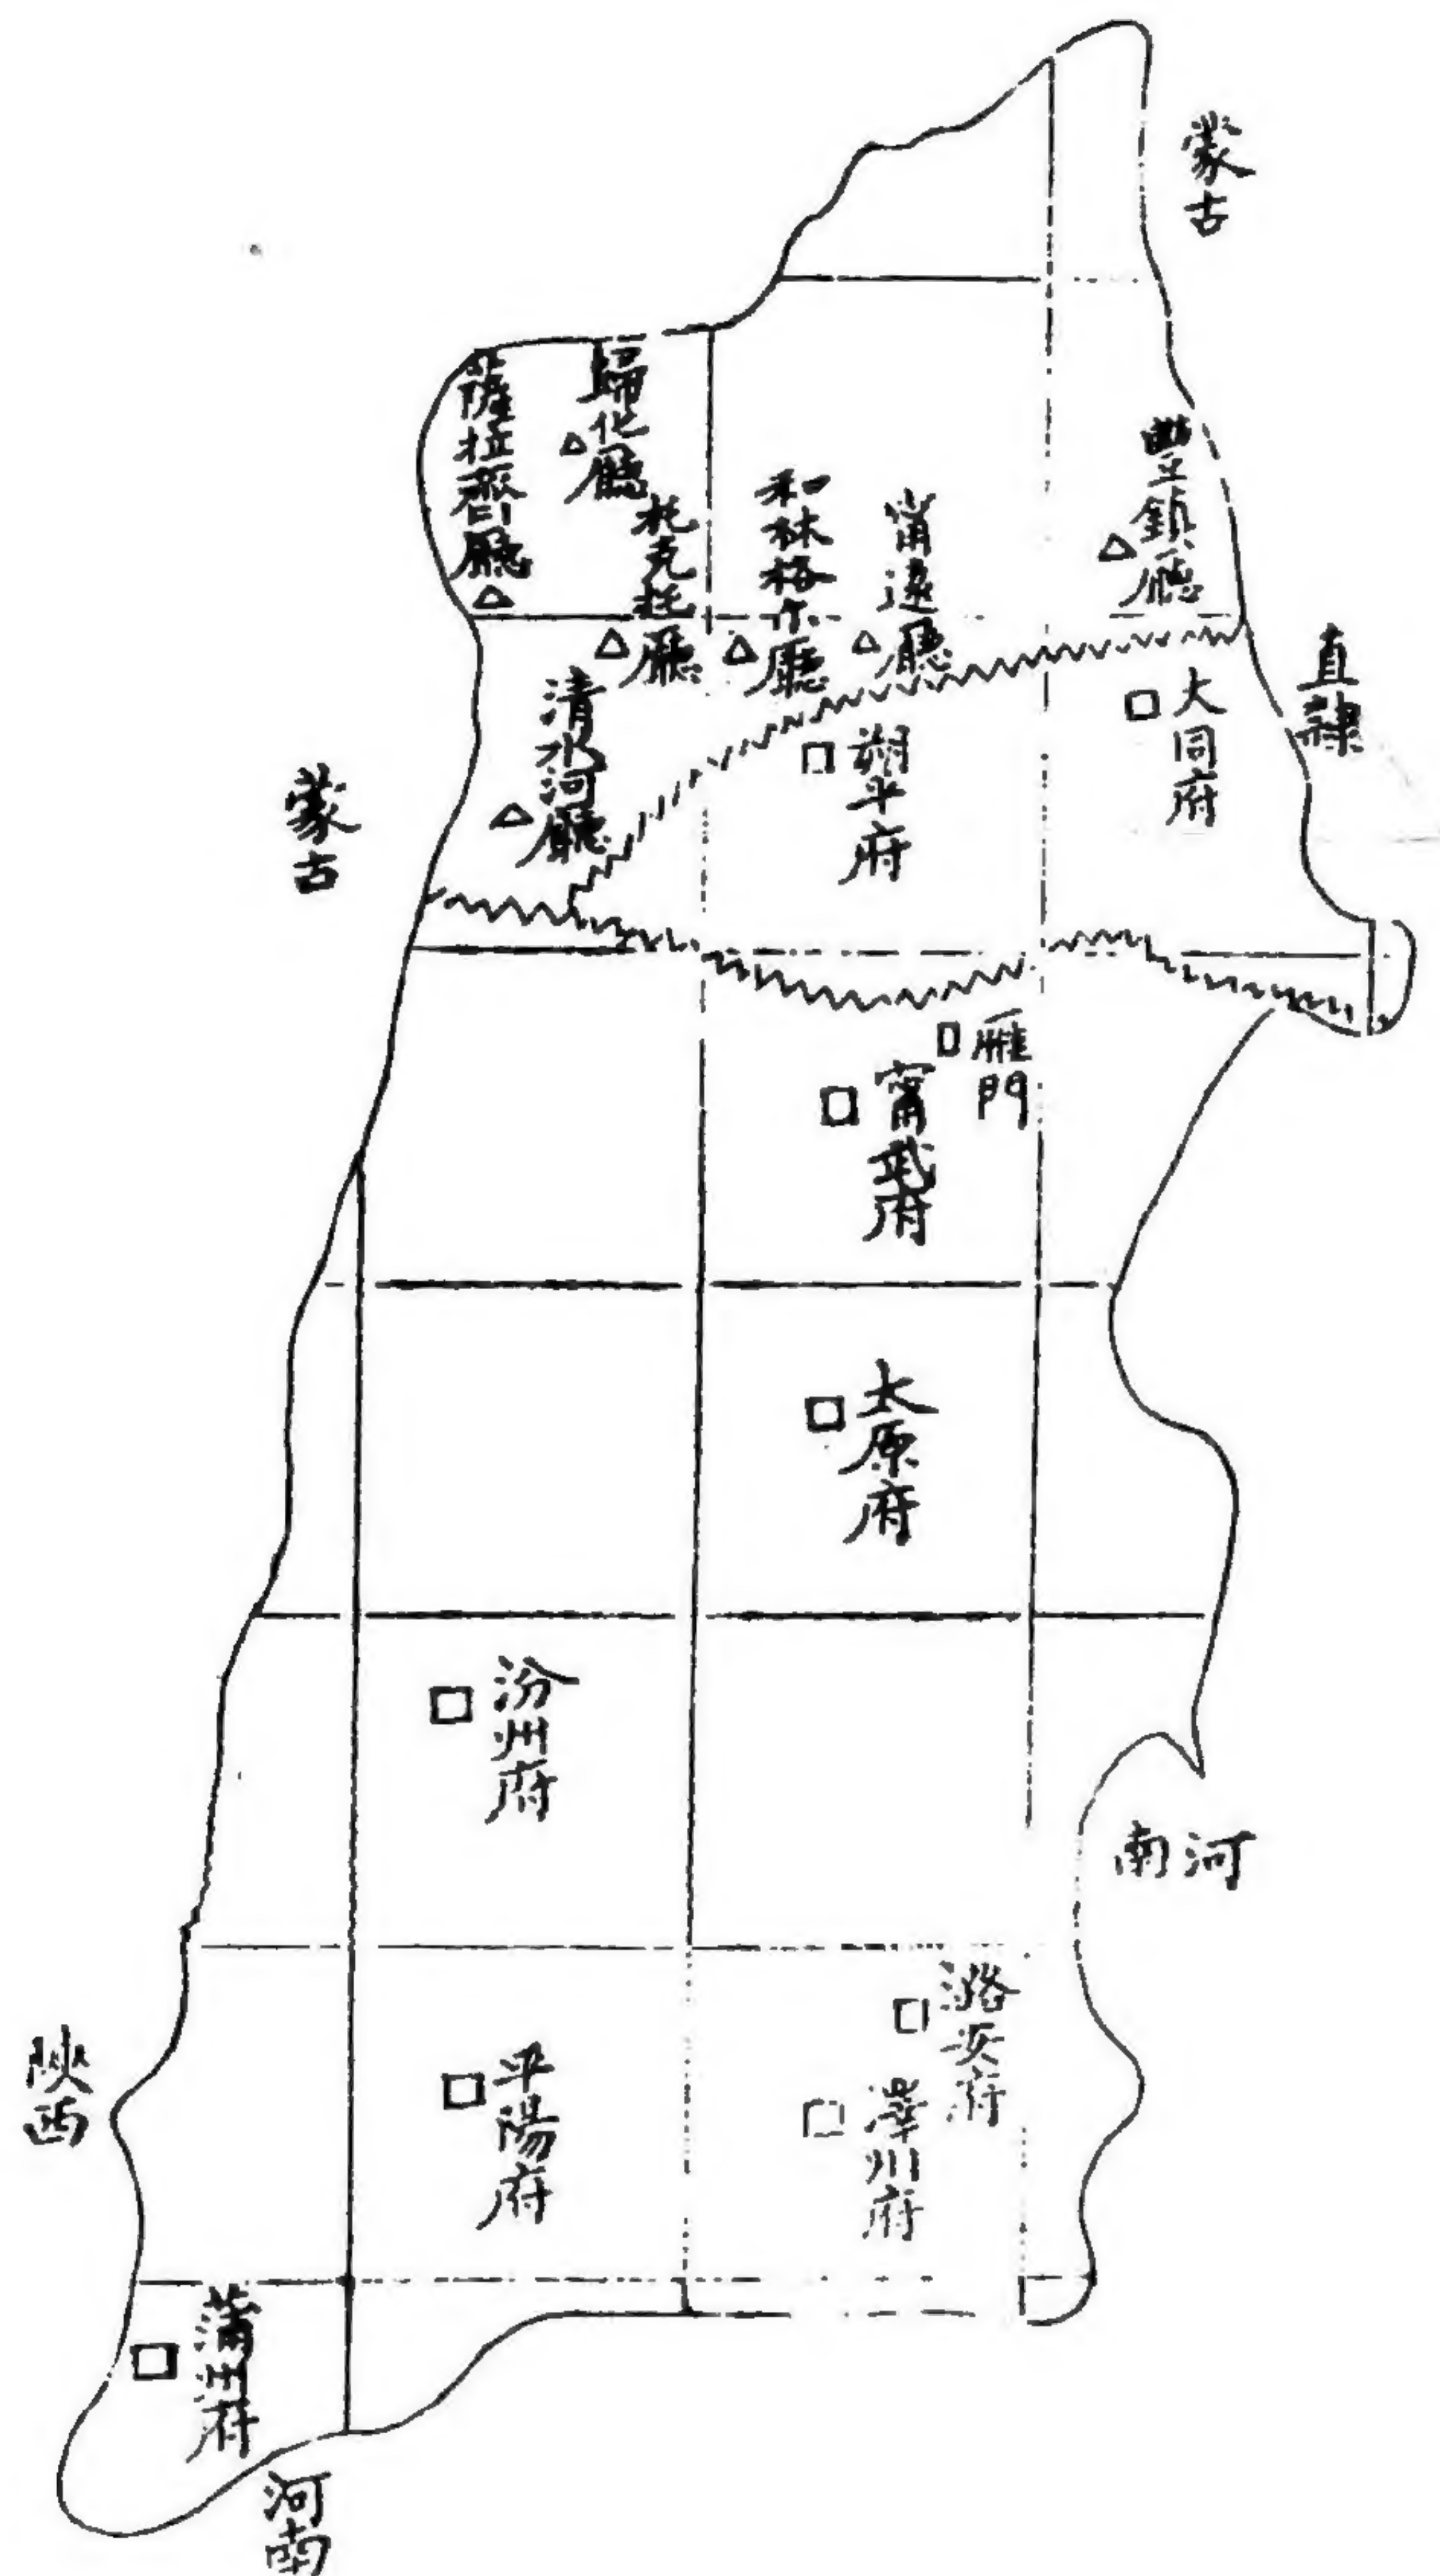 蒙古
歸化廳
薩拉齊廳
豐鎮廳
和林格尔廳
甯遠廳
托克托廳
直隸
大同府
清水河廳
朔平府
蒙古
雁門
甯武府
太原府
汾州府
河南
潞安府
陝西
平陽府
澤州府
蒲州府
河南